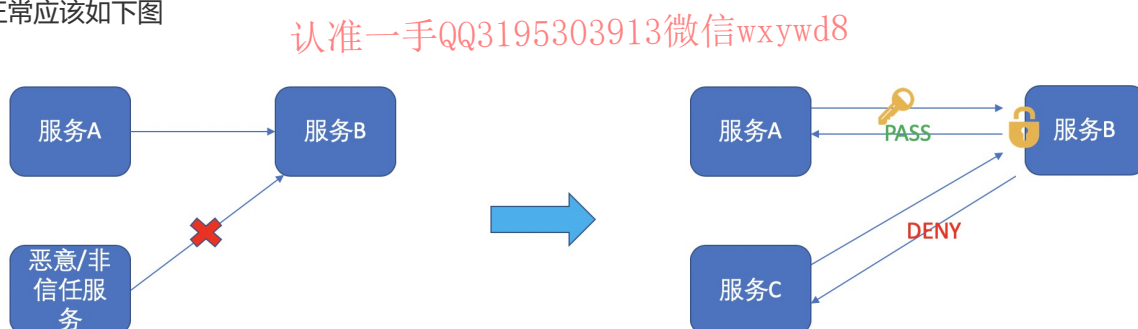 正常应该如下图
认准一手QQ3195303913微信wxywd8
服务A
服务B
恶意/非
信任服
务
服务A
PASS
服务B
DENY
服务C